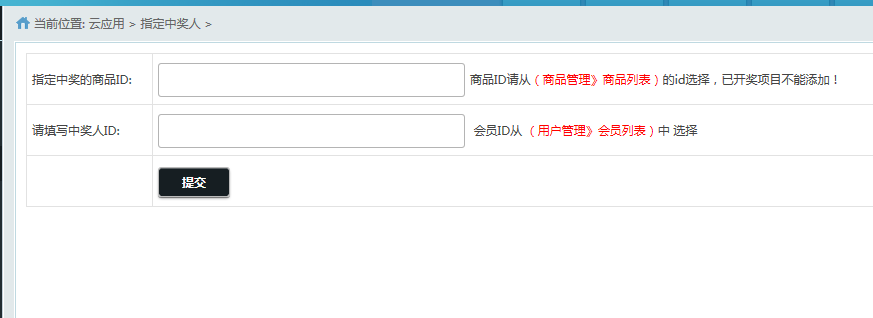 当前位置: 云应用 > 指定中奖人 >
指定中奖的商品ID: 商品ID请从（商品管理》商品列表）的id选择，已开奖项目不能添加！
请填写中奖人ID: 会员ID从 （用户管理》会员列表）中 选择
提交